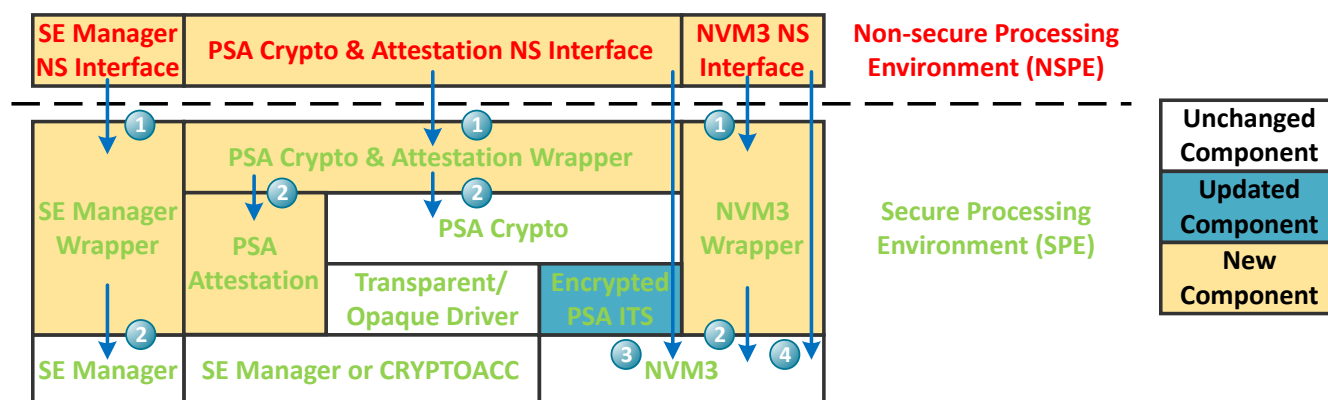 SE Manager
NS Interface
PSA Crypto & Attestation NS Interface
NVM3 NS
Interface
Non-secure Processing
Environment (NSPE)
1
1
1
PSA Crypto & Attestation Wrapper
2
2
SE Manager
Wrapper
PSA
Attestation
PSA Crypto
NVM3
Wrapper
Secure Processing
Environment (SPE)
Transparent/
Opaque Driver
Encrypted
PSA ITS
2
3
2
4
SE Manager
SE Manager or CRYPTOACC
NVM3
Unchanged
Component
Updated
Component
New
Component